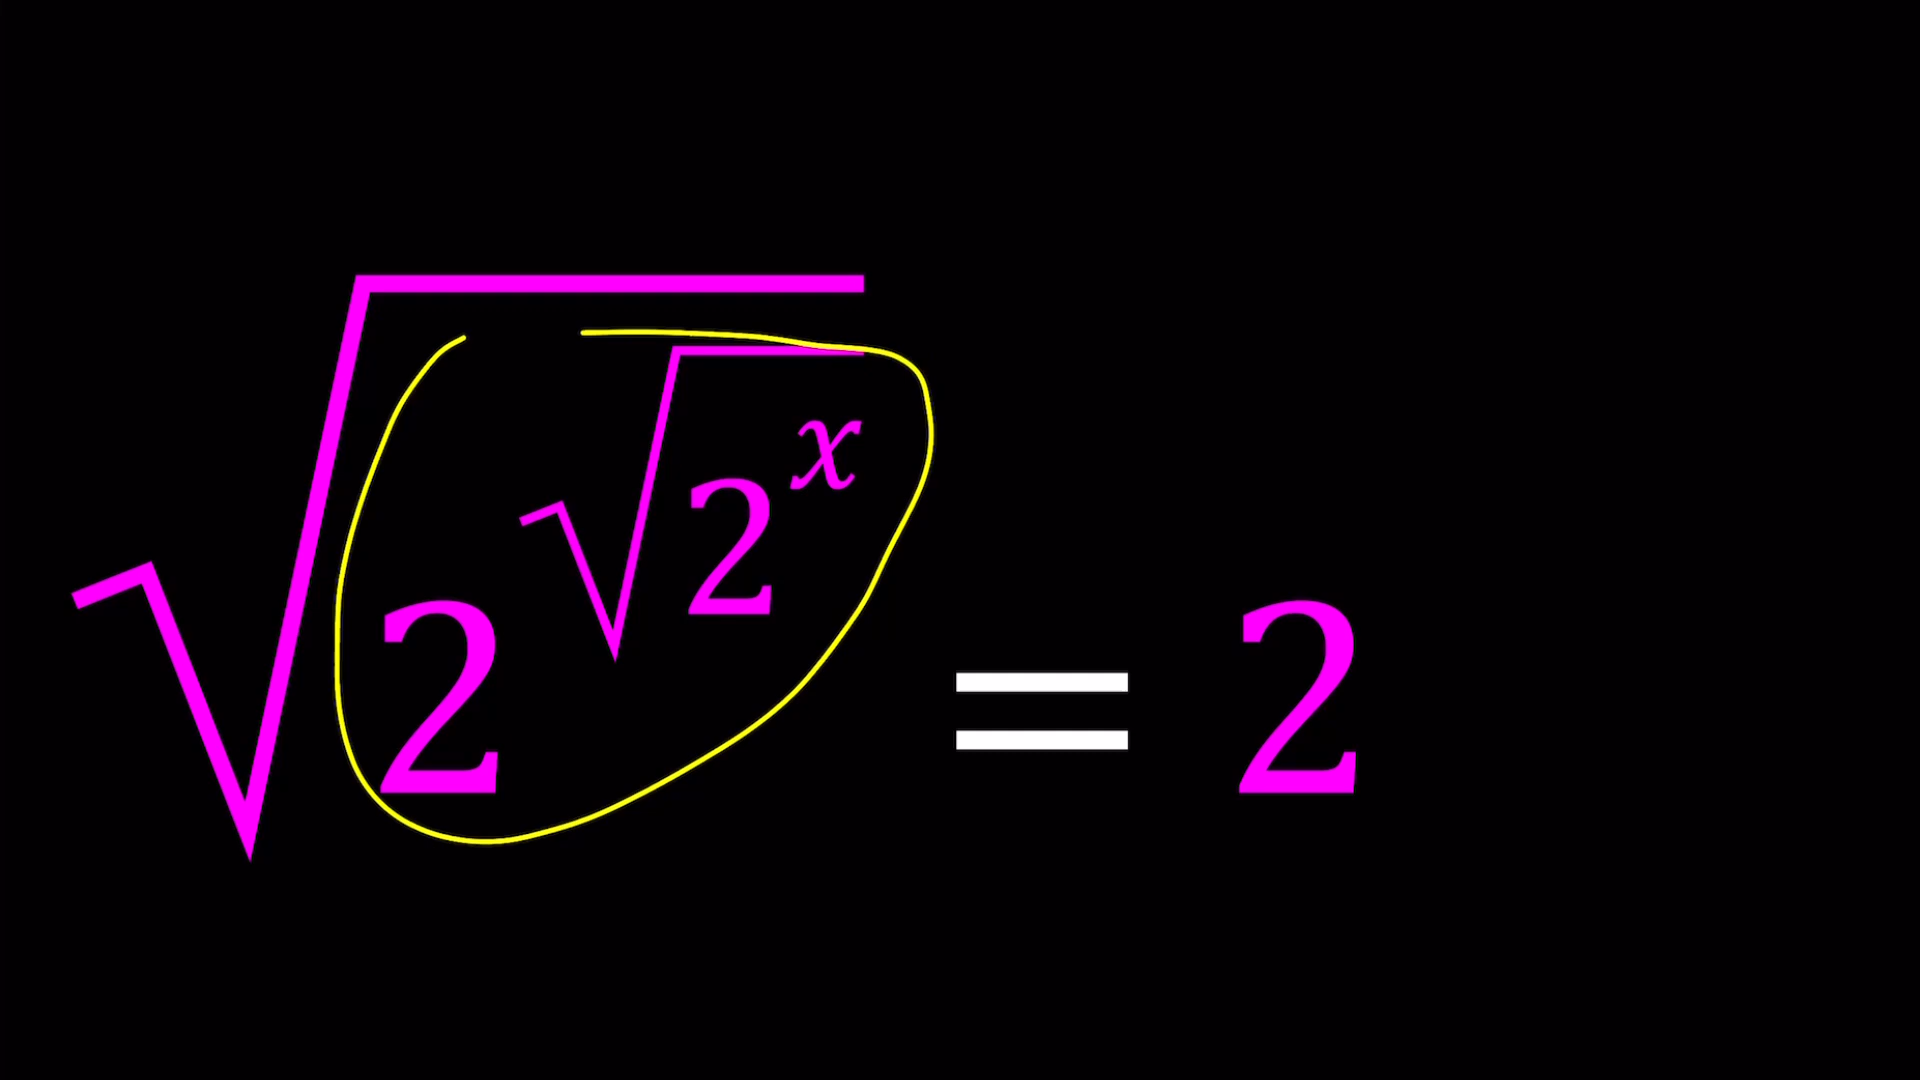 √(2^√(2^x)) = 2